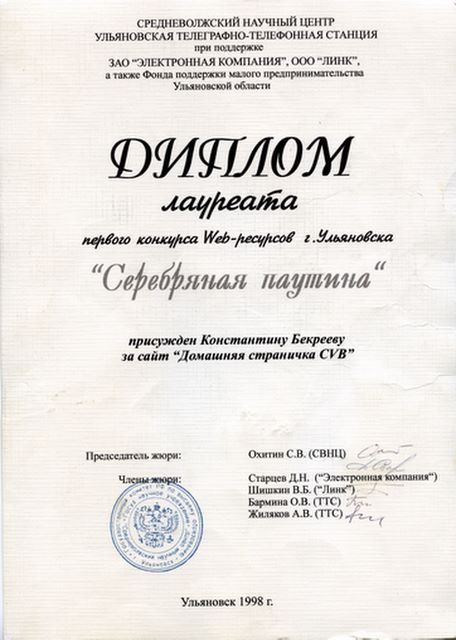 СРЕДНЕВОЛЖСКИЙ НАУЧНЫЙ ЦЕНТР
УЛЬЯНОВСКАЯ ТЕЛЕГРАФНО-ТЕЛЕФОННАЯ СТАНЦИЯ
при поддержке
ЗАО “ЭЛЕКТРОННАЯ КОМПАНИЯ”, ООО “ЛИНК”,
а также Фонда поддержки малого предпринимательства
Ульяновской области
ДИПЛОМ
лауреата
первого конкурса Web-ресурсов г.Ульяновска
“Серебряная паутина“
присужден Константину Бекрееву
за сайт “Домашняя страничка CVB”
Председатель жюри: Охитин С.В. (СВНЦ)
Члены жюри: Старцев Д.Н. (“Электронная компания“)
Шишкин В.Б. (“Линк”)
Бармина О.В. (ТТС)
Жиляков А.В. (ТТС)
Ульяновск 1998 г.